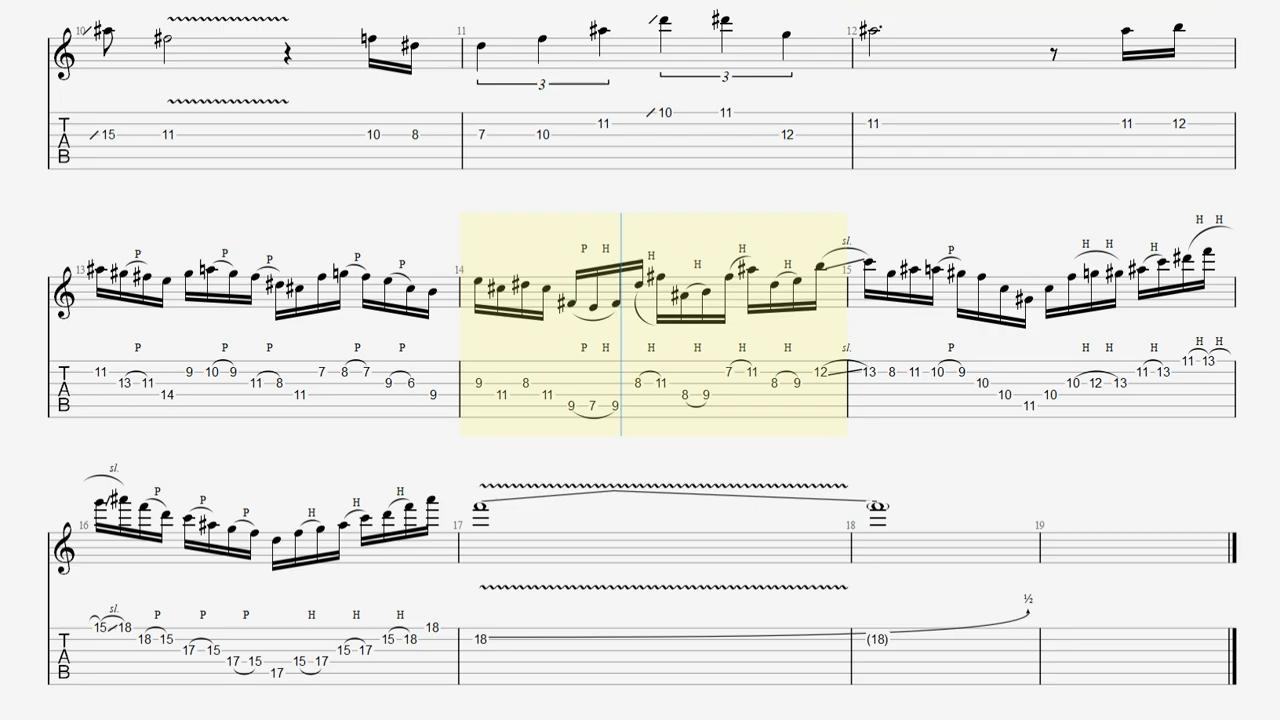 10
11
12
3
3
T
A
B
15 11 10 8 7 10 11 10 11 12 11 11 12
13
P P P P P
14
P H H H H H
sl.
15
P H H H H H
P P P P P
P H H H H H
sl.
P H H H H H
T
A
B
11 13 11 14 9 10 9 11 8 11 7 8 7 9 6 9
9 11 8 11 9 7 9 8 11 8 9 7 11 8 9 12
13 8 11 10 9 10 10 11 10 10 12 13 11 13 11 13
16
sl. P P P H H H
17
18
19
sl. P P P H H H
½
T
A
B
15 18 18 15 17 15 17 15 17 15 17 15 17 15 18 18
18 (18)